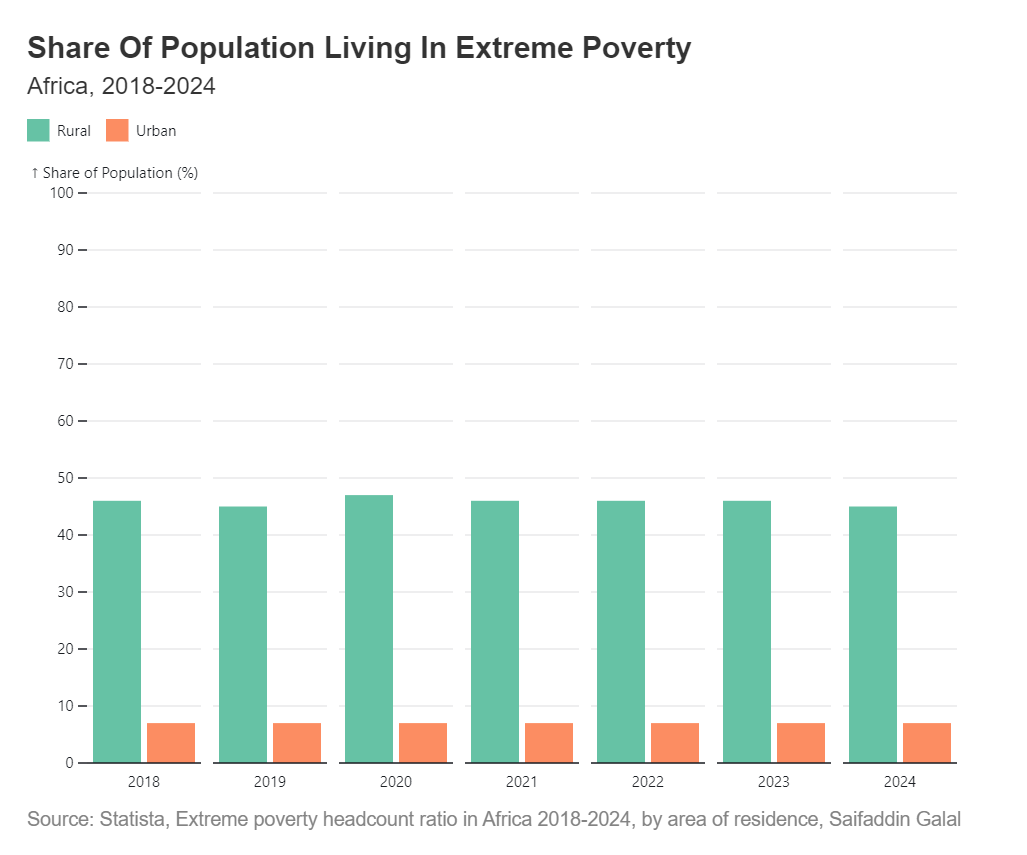 Share Of Population Living In Extreme Poverty
Africa, 2018-2024
Rural Urban
↑ Share of Population (%)
100
90
80
70
60
50
40
30
20
10
0
2018 2019 2020 2021 2022 2023 2024
Source: Statista, Extreme poverty headcount ratio in Africa 2018-2024, by area of residence, Saifaddin Galal